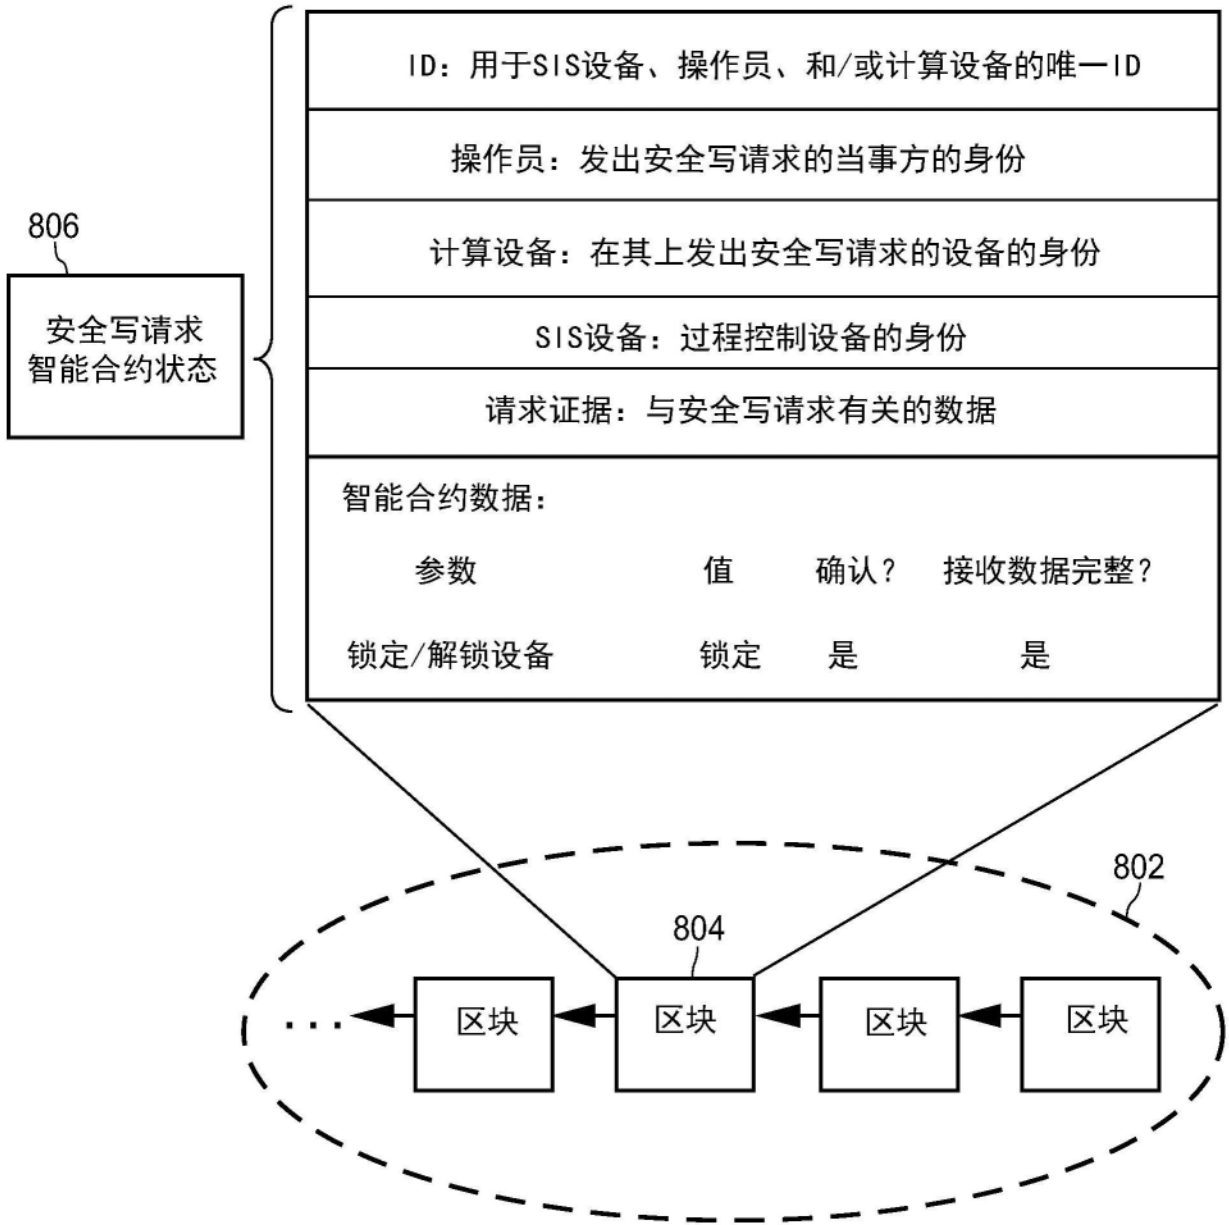 ID：用于SIS设备、操作员、和/或计算设备的唯一ID
操作员：发出安全写请求的当事方的身份
计算设备：在其上发出安全写请求的设备的身份
SIS设备：过程控制设备的身份
请求证据：与安全写请求有关的数据
智能合约数据：
参数 值 确认？ 接收数据完整？
锁定/解锁设备 锁定 是 是
806
安全写请求
智能合约状态
802
804
... 区块 区块 区块 区块